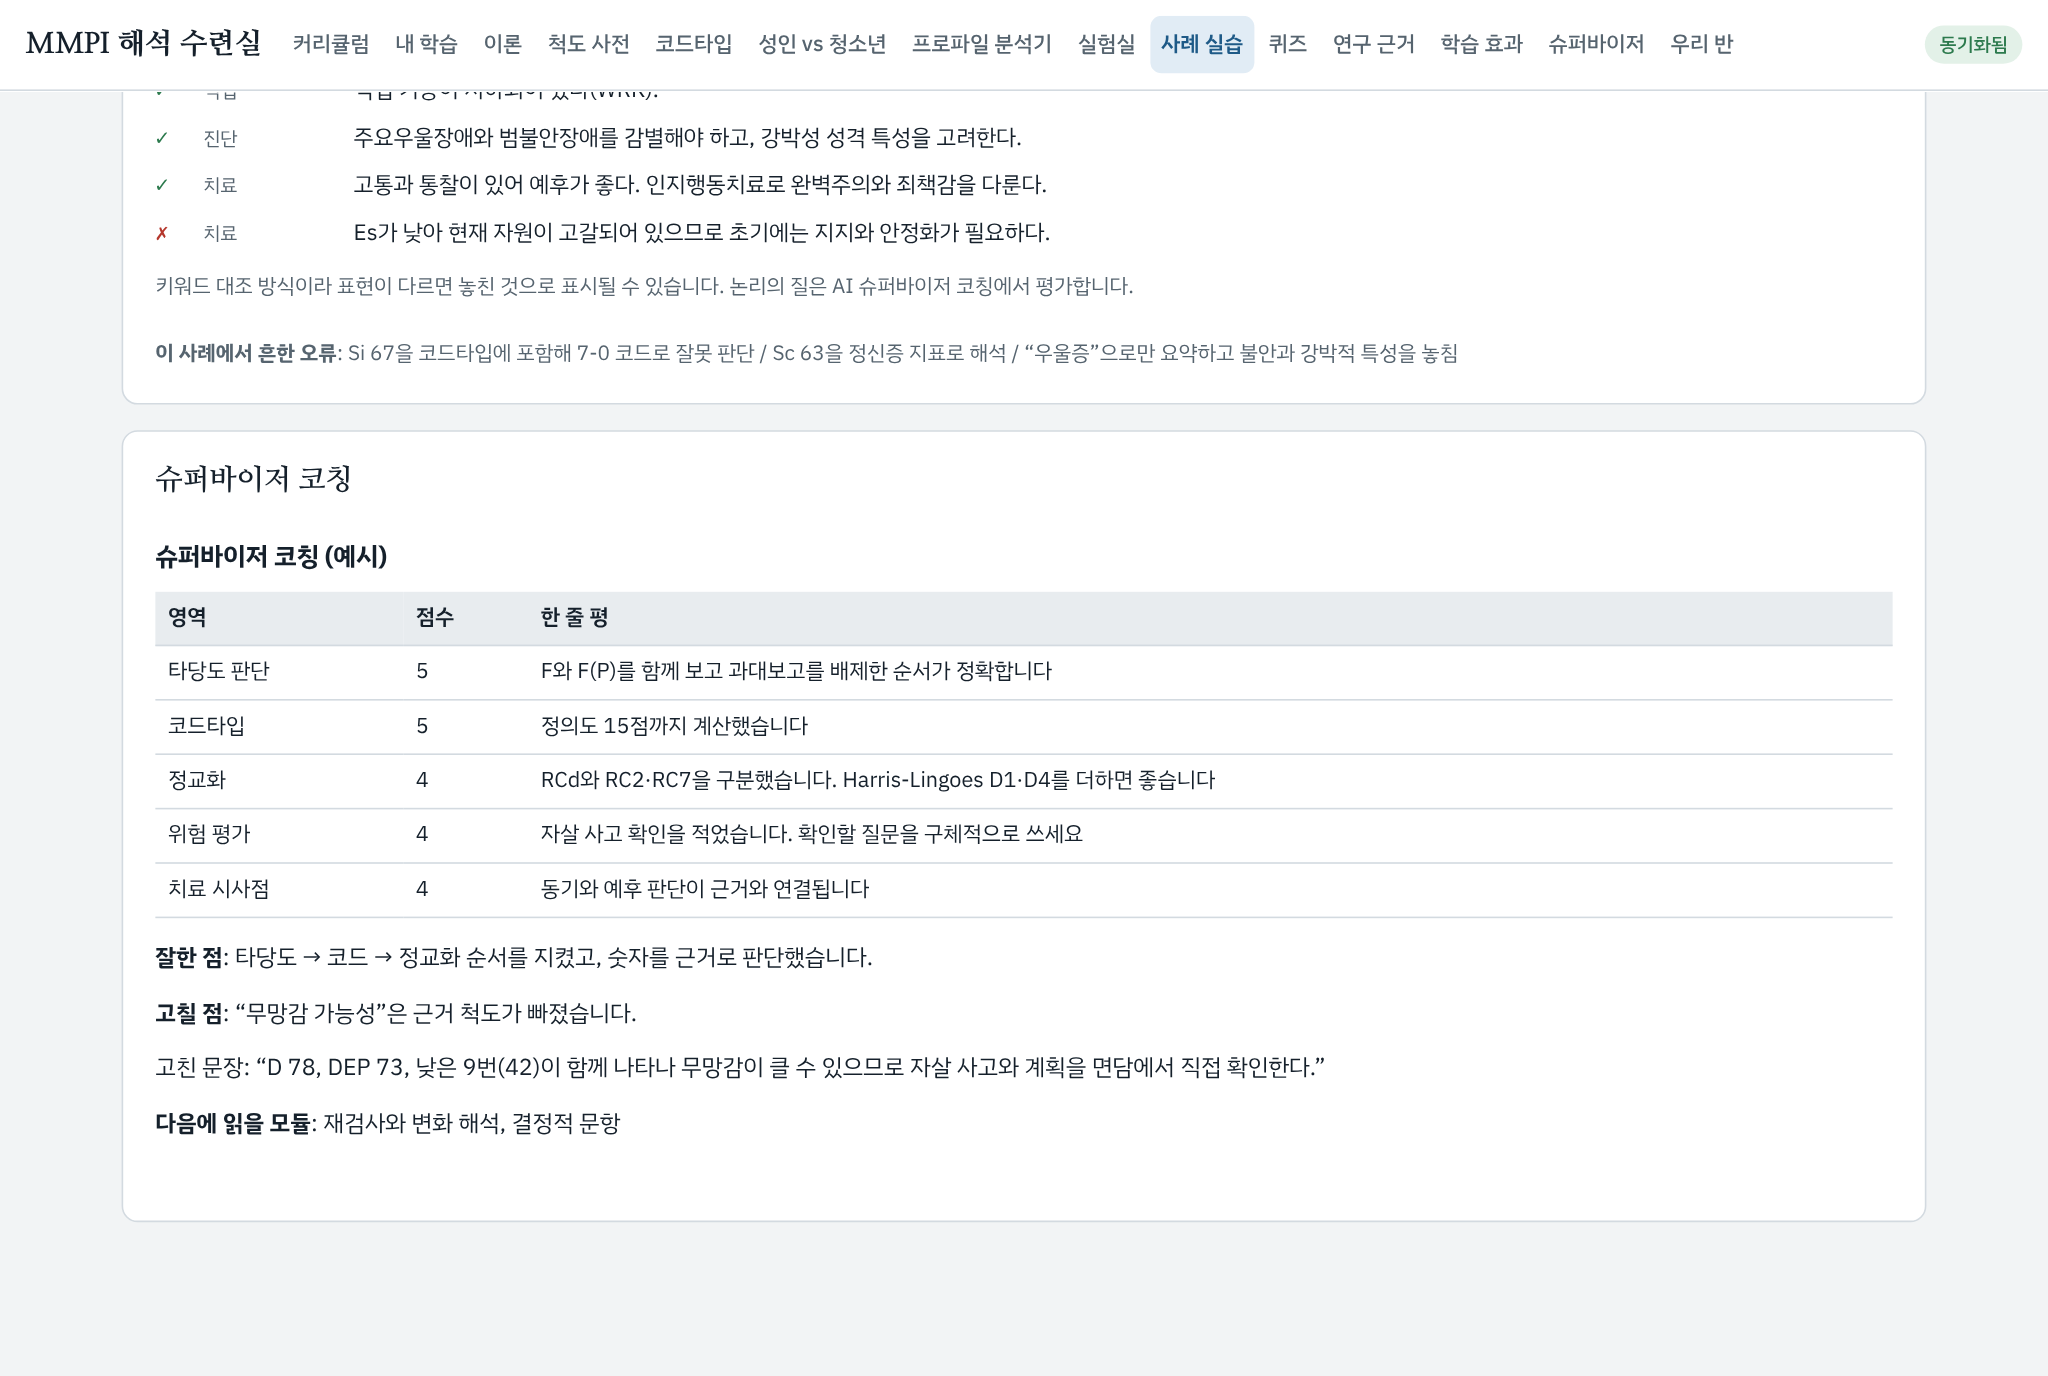 MMPI 해석 수련실 커리큘럼 내 학습 이론 척도 사전 코드타입 성인 vs 청소년 프로파일 분석기 실험실 사례 실습 퀴즈 연구 근거 학습 효과 슈퍼바이저 우리 반 동기화됨
✓ 진단 주요우울장애와 범불안장애를 감별해야 하고, 강박성 성격 특성을 고려한다.
✓ 치료 고통과 통찰이 있어 예후가 좋다. 인지행동치료로 완벽주의와 죄책감을 다룬다.
✗ 치료 Es가 낮아 현재 자원이 고갈되어 있으므로 초기에는 지지와 안정화가 필요하다.
키워드 대조 방식이라 표현이 다르면 놓친 것으로 표시될 수 있습니다. 논리의 질은 AI 슈퍼바이저 코칭에서 평가합니다.
이 사례에서 흔한 오류: Si 67을 코드타입에 포함해 7-0 코드로 잘못 판단 / Sc 63을 정신증 지표로 해석 / “우울증”으로만 요약하고 불안과 강박적 특성을 놓침
슈퍼바이저 코칭
슈퍼바이저 코칭 (예시)
영역 점수 한 줄 평
타당도 판단 5 F와 F(P)를 함께 보고 과대보고를 배제한 순서가 정확합니다
코드타입 5 정의도 15점까지 계산했습니다
정교화 4 RCd와 RC2·RC7을 구분했습니다. Harris-Lingoes D1·D4를 더하면 좋습니다
위험 평가 4 자살 사고 확인을 적었습니다. 확인할 질문을 구체적으로 쓰세요
치료 시사점 4 동기와 예후 판단이 근거와 연결됩니다
잘한 점: 타당도 → 코드 → 정교화 순서를 지켰고, 숫자를 근거로 판단했습니다.
고칠 점: “무망감 가능성”은 근거 척도가 빠졌습니다.
고친 문장: “D 78, DEP 73, 낮은 9번(42)이 함께 나타나 무망감이 클 수 있으므로 자살 사고와 계획을 면담에서 직접 확인한다.”
다음에 읽을 모듈: 재검사와 변화 해석, 결정적 문항